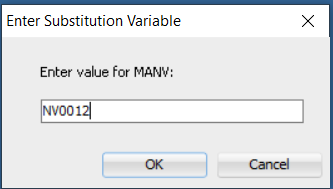 Enter Substitution Variable
Enter value for MANV:
NV0012
OK Cancel